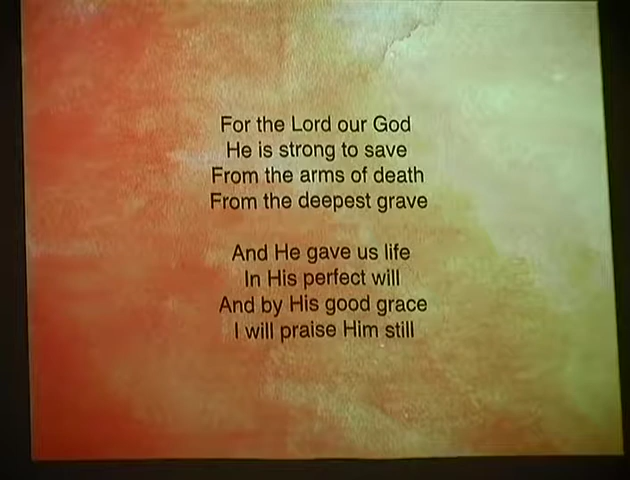 For the Lord our God
He is strong to save
From the arms of death
From the deepest grave
And He gave us life
In His perfect will
And by His good grace
I will praise Him still